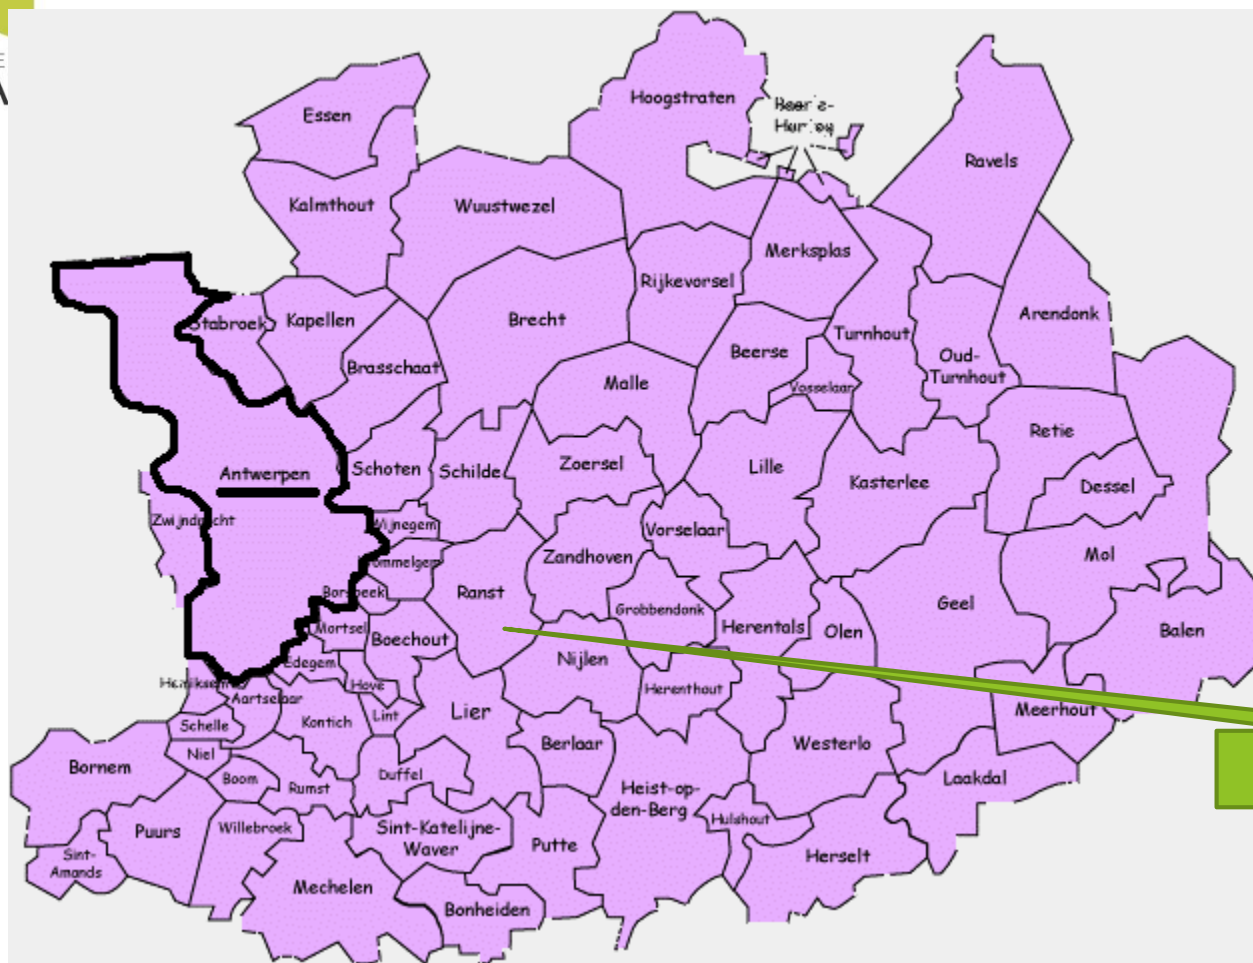 Hoogstraten
Essen
Ravels
Kalmthout
Wuustwezel
Merksplas
Rijkevorsel
Stabroek
Kapellen
Brecht
Arendonk
Turnhout
Beerse
Oud-
Turnhout
Brasschaat
Malle
Vosselaar
Retie
Schoten
Schilde
Zoersel
Lille
Antwerpen
Kasterlee
Dessel
Zwijndrecht
Wijnegem
Vorselaar
Mol
Zandhoven
Ranst
Geel
Grobbendonk
Herentals
Olen
Balen
Mortsel
Boechout
Edegem
Nijlen
Hove
Herenthout
Aartselaar
Kontich
Lint
Lier
Meerhout
Schelle
Berlaar
Westerlo
Niel
Bornem
Boom
Rumst
Duffel
Laakdal
Heist-op-
den-Berg
Hulshout
Puurs
Willebroek
Sint-Katelijne-
Waver
Putte
Herselt
Sint-
Amands
Mechelen
Bonheiden